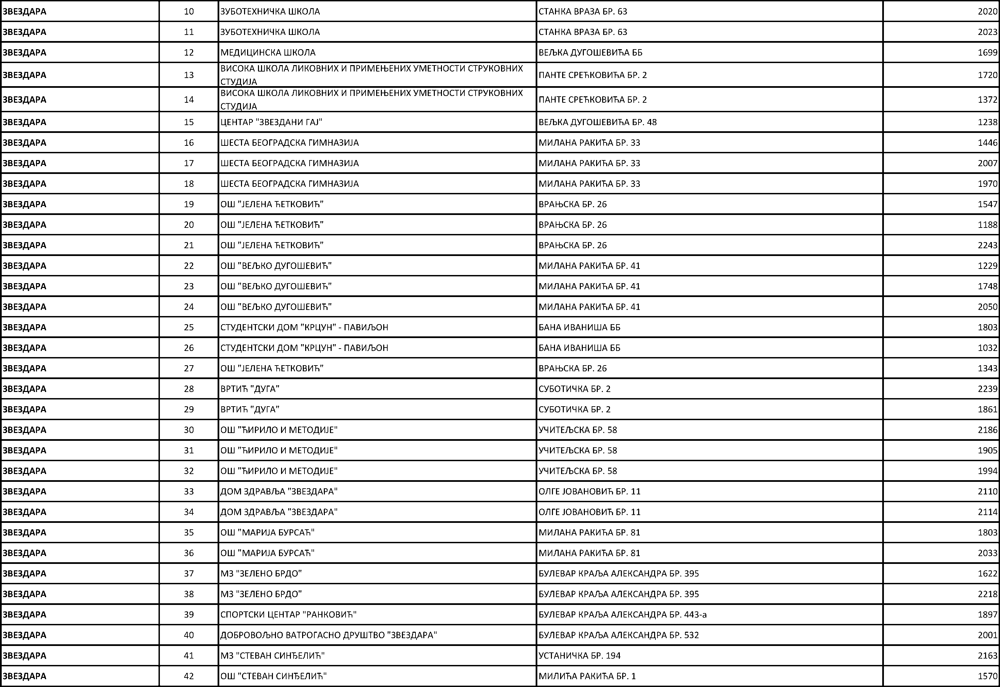 ЗВЕЗДАРА 10 ЗУБОТЕХНИЧКА ШКОЛА СТАНКА ВРАЗА БР. 63 2020
ЗВЕЗДАРА 11 ЗУБОТЕХНИЧКА ШКОЛА СТАНКА ВРАЗА БР. 63 2023
ЗВЕЗДАРА 12 МЕДИЦИНСКА ШКОЛА ВЕЉКА ДУГОШЕВИЋА ББ 1699
ЗВЕЗДАРА 13 ВИСОКА ШКОЛА ЛИКОВНИХ И ПРИМЕЊЕНИХ УМЕТНОСТИ СТРУКОВНИХ
СТУДИЈА ПАНТЕ СРЕЋКОВИЋА БР. 2 1720
ЗВЕЗДАРА 14 ВИСОКА ШКОЛА ЛИКОВНИХ И ПРИМЕЊЕНИХ УМЕТНОСТИ СТРУКОВНИХ
СТУДИЈА ПАНТЕ СРЕЋКОВИЋА БР. 2 1372
ЗВЕЗДАРА 15 ЦЕНТАР "ЗВЕЗДАНИ ГАЈ" ВЕЉКА ДУГОШЕВИЋА БР. 48 1238
ЗВЕЗДАРА 16 ШЕСТА БЕОГРАДСКА ГИМНАЗИЈА МИЛАНА РАКИЋА БР. 33 1446
ЗВЕЗДАРА 17 ШЕСТА БЕОГРАДСКА ГИМНАЗИЈА МИЛАНА РАКИЋА БР. 33 2007
ЗВЕЗДАРА 18 ШЕСТА БЕОГРАДСКА ГИМНАЗИЈА МИЛАНА РАКИЋА БР. 33 1970
ЗВЕЗДАРА 19 ОШ "ЈЕЛЕНА ЋЕТКОВИЋ" ВРАЊСКА БР. 26 1547
ЗВЕЗДАРА 20 ОШ "ЈЕЛЕНА ЋЕТКОВИЋ" ВРАЊСКА БР. 26 1188
ЗВЕЗДАРА 21 ОШ "ЈЕЛЕНА ЋЕТКОВИЋ" ВРАЊСКА БР. 26 2243
ЗВЕЗДАРА 22 ОШ "ВЕЉКО ДУГОШЕВИЋ" МИЛАНА РАКИЋА БР. 41 1229
ЗВЕЗДАРА 23 ОШ "ВЕЉКО ДУГОШЕВИЋ" МИЛАНА РАКИЋА БР. 41 1748
ЗВЕЗДАРА 24 ОШ "ВЕЉКО ДУГОШЕВИЋ" МИЛАНА РАКИЋА БР. 41 2050
ЗВЕЗДАРА 25 СТУДЕНТСКИ ДОМ "КРЦУН" - ПАВИЉОН БАНА ИВАНИША ББ 1803
ЗВЕЗДАРА 26 СТУДЕНТСКИ ДОМ "КРЦУН" - ПАВИЉОН БАНА ИВАНИША ББ 1032
ЗВЕЗДАРА 27 ОШ "ЈЕЛЕНА ЋЕТКОВИЋ" ВРАЊСКА БР. 26 1343
ЗВЕЗДАРА 28 ВРТИЋ "ДУГА" СУБОТИЧКА БР. 2 2239
ЗВЕЗДАРА 29 ВРТИЋ "ДУГА" СУБОТИЧКА БР. 2 1861
ЗВЕЗДАРА 30 ОШ "ЋИРИЛО И МЕТОДИЈЕ" УЧИТЕЉСКА БР. 58 2186
ЗВЕЗДАРА 31 ОШ "ЋИРИЛО И МЕТОДИЈЕ" УЧИТЕЉСКА БР. 58 1905
ЗВЕЗДАРА 32 ОШ "ЋИРИЛО И МЕТОДИЈЕ" УЧИТЕЉСКА БР. 58 1994
ЗВЕЗДАРА 33 ДОМ ЗДРАВЉА "ЗВЕЗДАРА" ОЛГЕ ЈОВАНОВИЋ БР. 11 2110
ЗВЕЗДАРА 34 ДОМ ЗДРАВЉА "ЗВЕЗДАРА" ОЛГЕ ЈОВАНОВИЋ БР. 11 2114
ЗВЕЗДАРА 35 ОШ "МАРИЈА БУРСАЋ" МИЛАНА РАКИЋА БР. 81 1803
ЗВЕЗДАРА 36 ОШ "МАРИЈА БУРСАЋ" МИЛАНА РАКИЋА БР. 81 2033
ЗВЕЗДАРА 37 МЗ "ЗЕЛЕНО БРДО" БУЛЕВАР КРАЉА АЛЕКСАНДРА БР. 395 1622
ЗВЕЗДАРА 38 МЗ "ЗЕЛЕНО БРДО" БУЛЕВАР КРАЉА АЛЕКСАНДРА БР. 395 2218
ЗВЕЗДАРА 39 СПОРТСКИ ЦЕНТАР "РАНКОВИЋ" БУЛЕВАР КРАЉА АЛЕКСАНДРА БР. 443-а 1897
ЗВЕЗДАРА 40 ДОБРОВОЉНО ВАТРОГАСНО ДРУШТВО "ЗВЕЗДАРА" БУЛЕВАР КРАЉА АЛЕКСАНДРА БР. 532 2001
ЗВЕЗДАРА 41 МЗ "СТЕВАН СИНЂЕЛИЋ" УСТАНИЧКА БР. 194 2163
ЗВЕЗДАРА 42 ОШ "СТЕВАН СИНЂЕЛИЋ" МИЛИЋА РАКИЋА БР. 1 1570